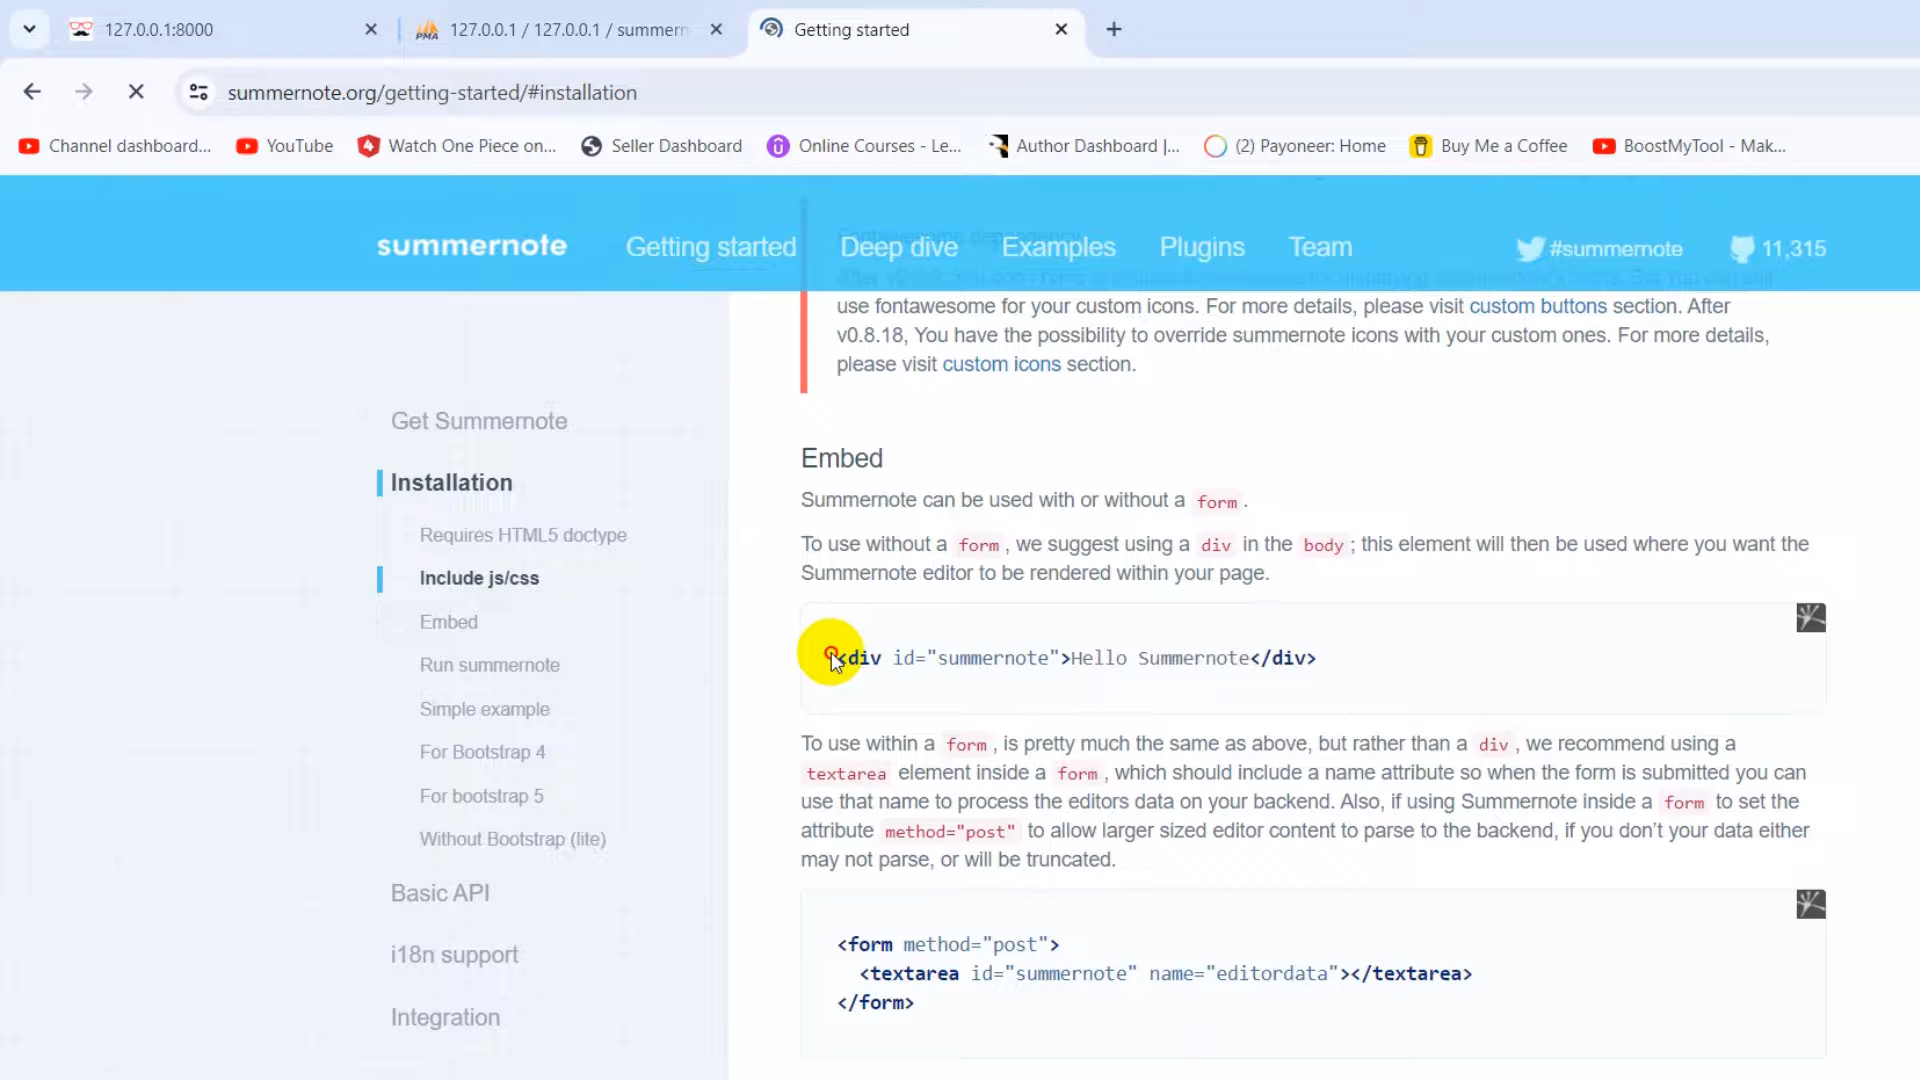 127.0.0.1:8000
PMA 127.0.0.1 / 127.0.0.1 / summern
Getting started
summernote.org/getting-started/#installation
Channel dashboard... YouTube Watch One Piece on... Seller Dashboard Online Courses - Le... Author Dashboard |... (2) Payoneer: Home Buy Me a Coffee BoostMyTool - Mak...
summernote Getting started Deep dive Examples Plugins Team #summernote 11,315
Get Summernote
Installation
Requires HTML5 doctype
Include js/css
Embed
Run summernote
Simple example
For Bootstrap 4
For bootstrap 5
Without Bootstrap (lite)
Basic API
i18n support
Integration
use fontawesome for your custom icons. For more details, please visit custom buttons section. After
v0.8.18, You have the possibility to override summernote icons with your custom ones. For more details,
please visit custom icons section.
Embed
Summernote can be used with or without a form .
To use without a form , we suggest using a div in the body ; this element will then be used where you want the
Summernote editor to be rendered within your page.
<div id="summernote">Hello Summernote</div>
To use within a form , is pretty much the same as above, but rather than a div , we recommend using a
textarea element inside a form , which should include a name attribute so when the form is submitted you can
use that name to process the editors data on your backend. Also, if using Summernote inside a form to set the
attribute method="post" to allow larger sized editor content to parse to the backend, if you don't your data either
may not parse, or will be truncated.
<form method="post">
<textarea id="summernote" name="editordata"></textarea>
</form>